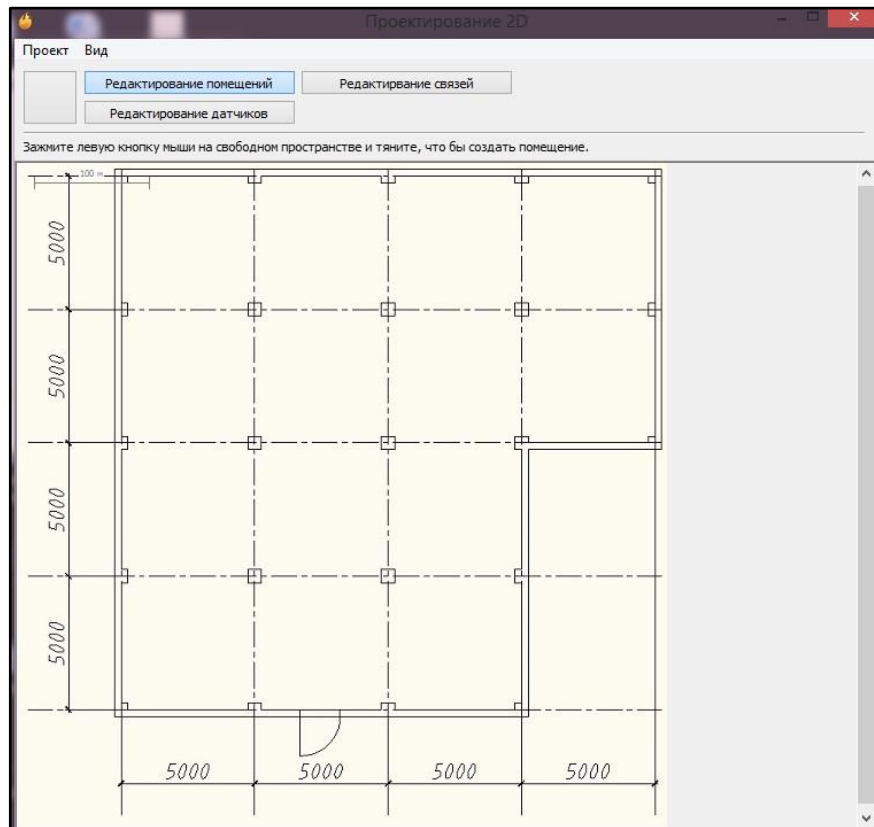 Проектирование 2D
Проект Вид
Редактирование помещений Редактирвание связей
Редактирование датчиков
Зажмите левую кнопку мыши на свободном пространстве и тяните, что бы создать помещение.
100 м
5000
5000
5000
5000
5000 5000 5000 5000